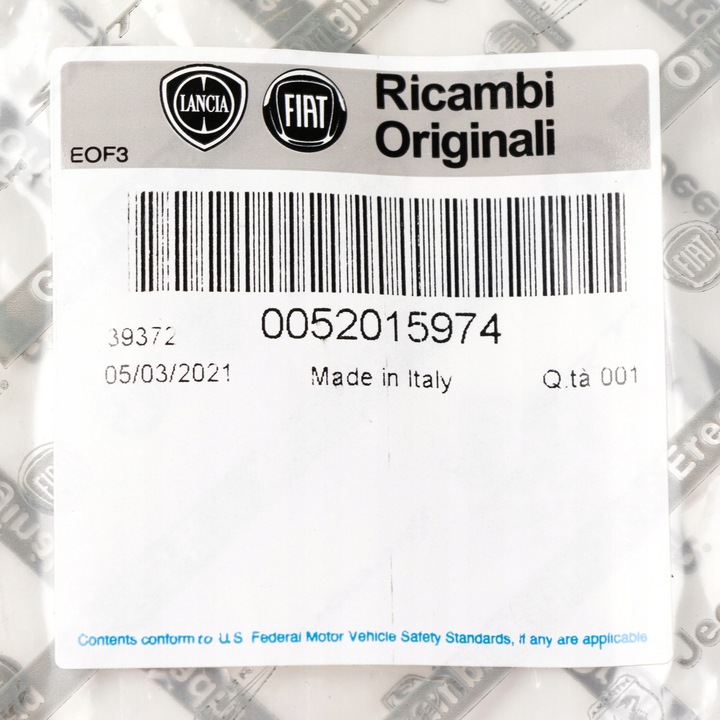 LANCIA
FIAT
Ricambi
Originali
EOF3
0052015974
39372
05/03/2021
Made in Italy
Q.tà 001
Contents conform to U.S Federal Motor Vehicle Safety Standards, if any are applicable
FIAT